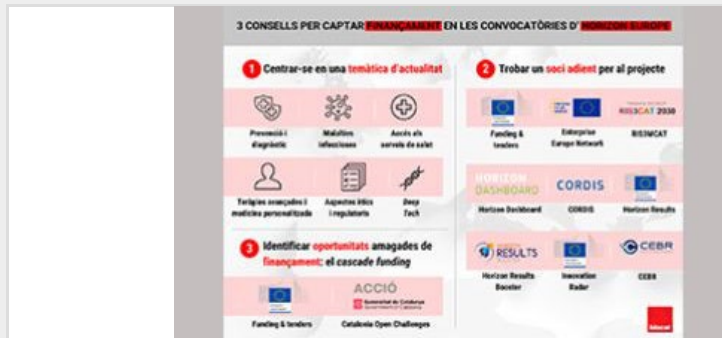 3 CONSELLS PER CAPTAR FINANÇAMENT EN LES CONVOCATÒRIES D' HORIZON EUROPE
1 Centrar-se en una temàtica d'actualitat
Prevenció i
diagnòstic
Malalties
infeccioses
Accés als
serveis de salut
Teràpies avançades i
medicina personalitzada
Aspectes ètics
i regulatoris
Deep
Tech
2 Trobar un soci adient per al projecte
RIS3CAT 2030
Funding &
tenders
Enterprise
Europe Network
RIS3MCAT
HORIZON
DASHBOARD
CORDIS
Horizon Dashboard
CORDIS
Horizon Results
RESULTS
CEBR
Horizon Results
Booster
Innovation
Radar
CEBR
3 Identificar oportunitats amagades de
finançament: el cascade funding
ACCIÓ
Generalitat de Catalunya
Funding & tenders
Catalonia Open Challenges